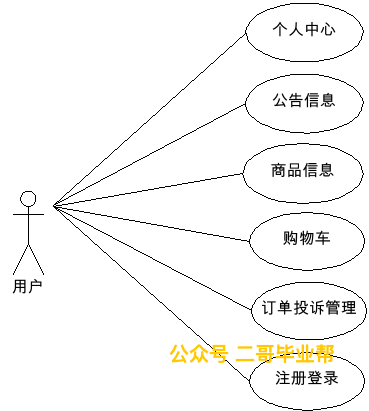 个人中心
公告信息
商品信息
购物车
用户
订单投诉管理
公众号 二哥毕业帮
注册登录